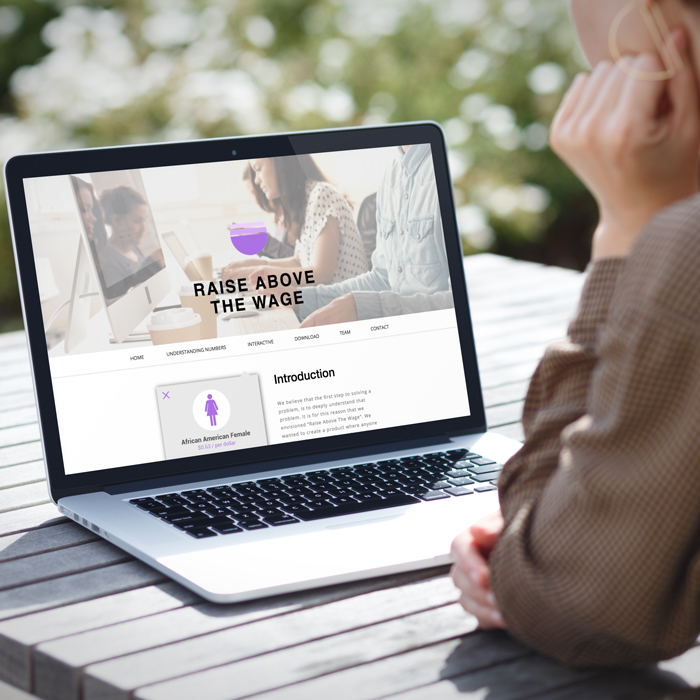 RAISE ABOVE
THE WAGE
HOME UNDERSTANDING NUMBERS INTERACTIVE DOWNLOAD TEAM CONTACT
Introduction
We believe that the first step to solving a
problem, is to deeply understand that
problem. It is for this reason that we
envisioned "Raise Above The Wage". We
wanted to create a product where anyone
African American Female
$0.63 / per dollar